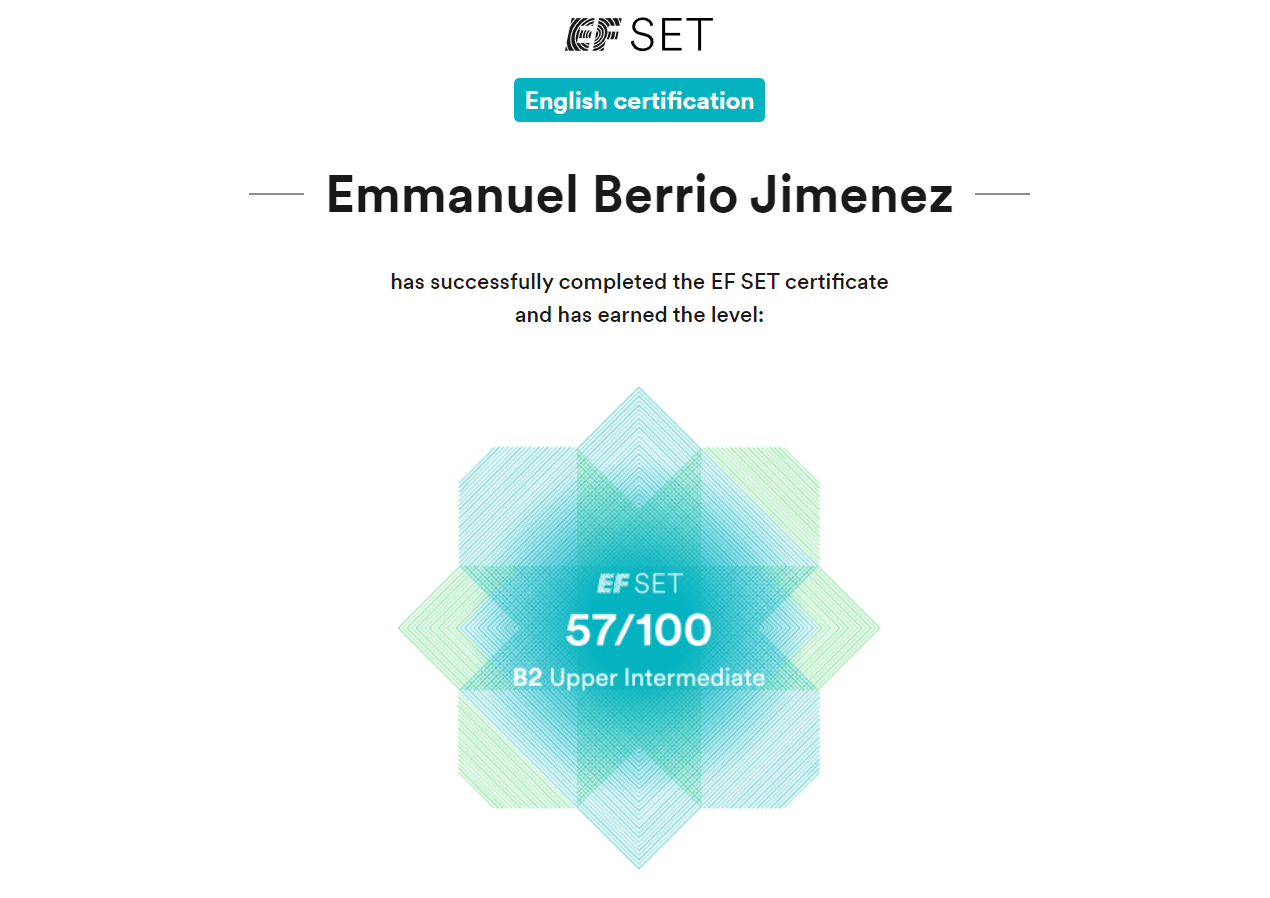 EF SET
English certification
Emmanuel Berrio Jimenez
has successfully completed the EF SET certificate
and has earned the level:
EF SET
57/100
B2 Upper Intermediate